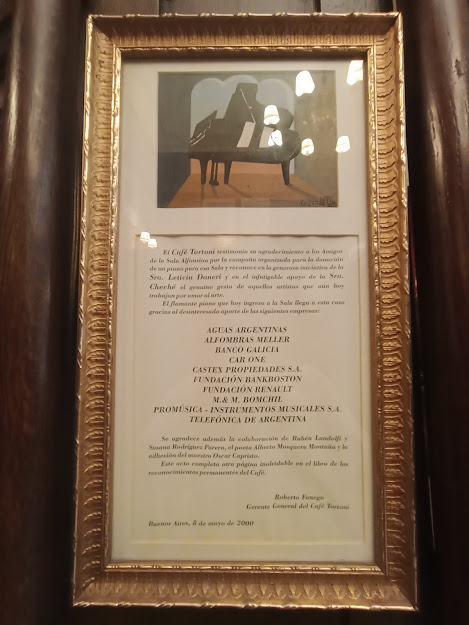 El Café Tortoni testimonia su agradecimiento a los Amigos
de la Sala Alfonsina por la campaña organizada para la donación
de un piano para esa Sala y reconoce en la generosa iniciativa de la
Sra. Leticia Daneri y en el infatigable apoyo de la Sra.
Cheché el genuino gesto de aquellos artistas que aún hoy
trabajan por amor al arte.
El flamante piano que hoy ingresa a la Sala llega a esta casa
gracias al desinteresado aporte de las siguientes empresas:
AGUAS ARGENTINAS
ALFOMBRAS MELLER
BANCO GALICIA
CAR ONE
CASTEX PROPIEDADES S.A.
FUNDACIÓN BANKBOSTON
FUNDACIÓN RENAULT
M.& M. BOMCHIL
PROMÚSICA - INSTRUMENTOS MUSICALES S.A.
TELEFÓNICA DE ARGENTINA
Se agradece además la colaboración de Rubén Landolfi y
Susana Rodríguez Parera, el poeta Alberto Mosquera Montaña y la
adhesión del maestro Oscar Capristo.
Este acto completa otra página inolvidable en el libro de los
reconocimientos permanentes del Café.
Roberto Fanego
Gerente General del Café Tortoni
Buenos Aires, 8 de mayo de 2000